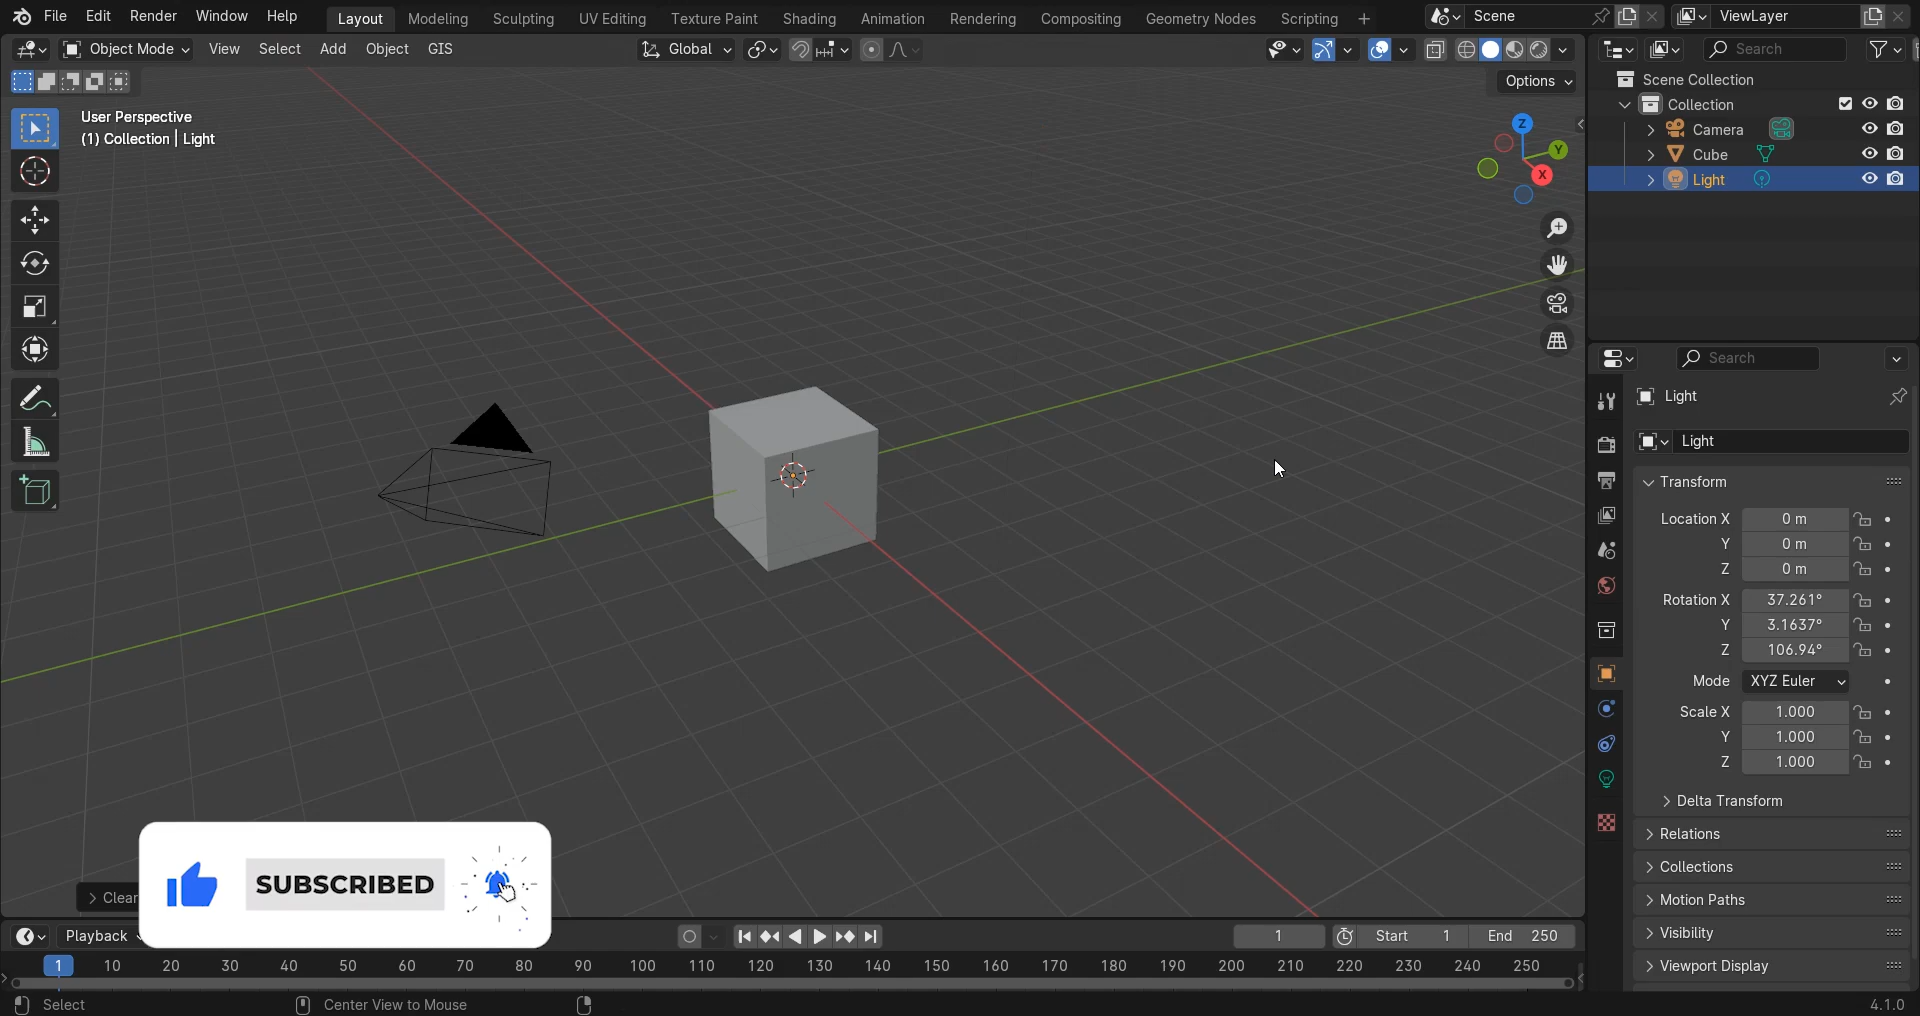 File Edit Render Window Help Layout Modeling Sculpting UV Editing Texture Paint Shading Animation Rendering Compositing Geometry Nodes Scripting + Scene ViewLayer
Object Mode View Select Add Object GIS Global Search
Options
User Perspective
(1) Collection | Light
Z
Y
X
Scene Collection
Collection
Camera
Cube
Light
Search
Light
Light
Transform
Location X 0 m
Y 0 m
Z 0 m
Rotation X 37.261°
Y 3.1637°
Z 106.94°
Mode XYZ Euler
Scale X 1.000
Y 1.000
Z 1.000
Delta Transform
Relations
Collections
Motion Paths
Visibility
Viewport Display
Clear
SUBSCRIBED
Playback 1 Start 1 End 250
1 10 20 30 40 50 60 70 80 90 100 110 120 130 140 150 160 170 180 190 200 210 220 230 240 250
Select Center View to Mouse 4.1.0